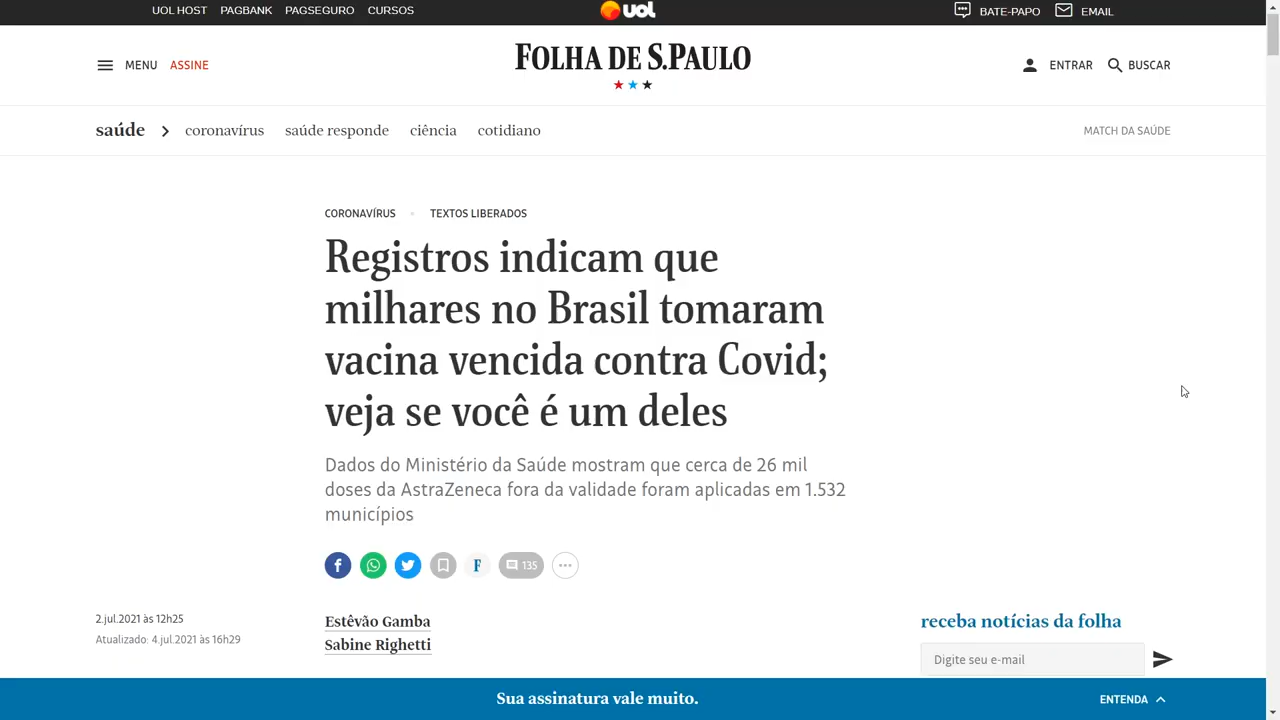 UOL HOST PAGBANK PAGSEGURO CURSOS uol BATE-PAPO EMAIL
MENU ASSINE FOLHA DE S.PAULO ENTRAR BUSCAR
saúde coronavírus saúde responde ciência cotidiano MATCH DA SAÚDE
CORONAVÍRUS TEXTOS LIBERADOS
Registros indicam que
milhares no Brasil tomaram
vacina vencida contra Covid;
veja se você é um deles
Dados do Ministério da Saúde mostram que cerca de 26 mil
doses da AstraZeneca fora da validade foram aplicadas em 1.532
municípios
f F 135
2.jul.2021 às 12h25
Atualizado: 4.jul.2021 às 16h29
Estêvão Gamba
Sabine Righetti
receba notícias da folha
Digite seu e-mail
Sua assinatura vale muito. ENTENDA